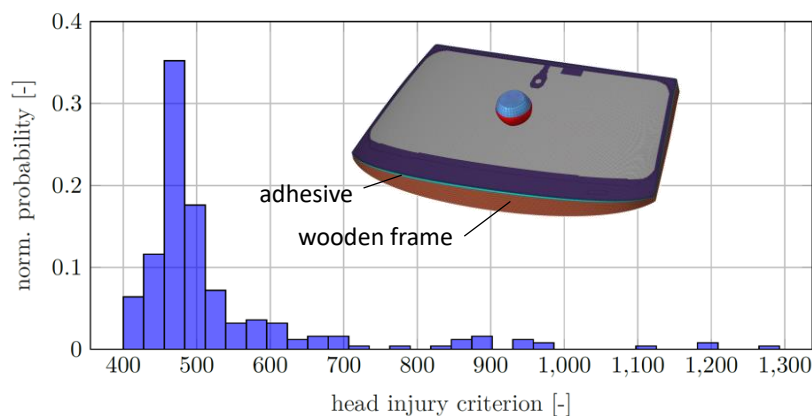 0.4
0.3
0.2
0.1
0
norm. probability [-]
adhesive
wooden frame
400 500 600 700 800 900 1,000 1,100 1,200 1,300
head injury criterion [-]